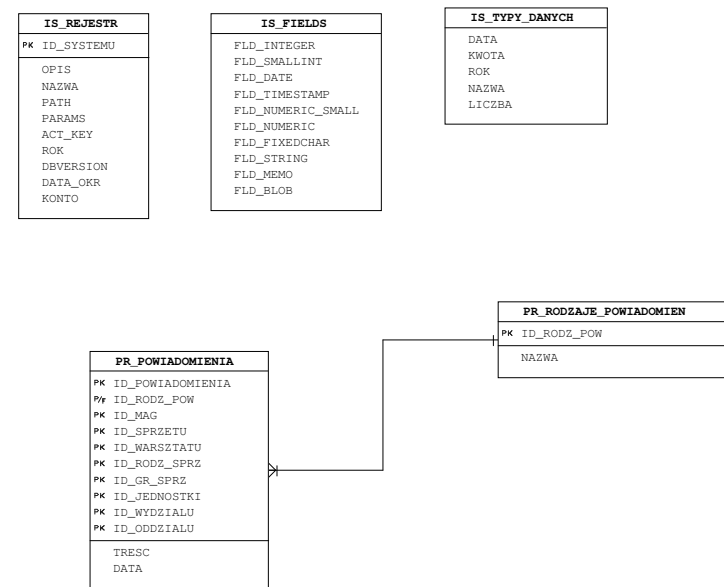 IS_REJESTR
PK ID_SYSTEMU
OPIS
NAZWA
PATH
PARAMS
ACT_KEY
ROK
DBVERSION
DATA_OKR
KONTO
IS_FIELDS
FLD_INTEGER
FLD_SMALLINT
FLD_DATE
FLD_TIMESTAMP
FLD_NUMERIC_SMALL
FLD_NUMERIC
FLD_FIXEDCHAR
FLD_STRING
FLD_MEMO
FLD_BLOB
IS_TYPY_DANYCH
DATA
KWOTA
ROK
NAZWA
LICZBA
PR_RODZAJE_POWIADOMIEN
PK ID_RODZ_POW
NAZWA
PR_POWIADOMIENIA
PK ID_POWIADOMIENIA
P/F ID_RODZ_POW
PK ID_MAG
PK ID_SPRZETU
PK ID_WARSZTATU
PK ID_RODZ_SPRZ
PK ID_GR_SPRZ
PK ID_JEDNOSTKI
PK ID_WYDZIALU
PK ID_ODDZIALU
TRESC
DATA